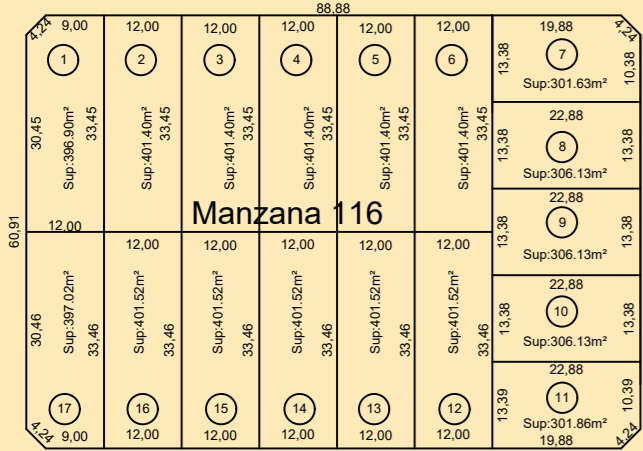 88,88
4,24 9,00 12,00 12,00 12,00 12,00 12,00 19,88 4,24
1 2 3 4 5 6 7
13,38 10,38
Sup:301.63m²
30,45 Sup:396.90m² 33,45 Sup:401.40m² 33,45 Sup:401.40m² 33,45 Sup:401.40m² 33,45 Sup:401.40m² 33,45 Sup:401.40m² 33,45
22,88
13,38 8 13,38
Sup:306.13m²
60,91
Manzana 116
22,88
13,38 9 13,38
Sup:306.13m²
12,00 12,00 12,00 12,00 12,00 12,00
30,46 Sup:397.02m² 33,46 Sup:401.52m² 33,46 Sup:401.52m² 33,46 Sup:401.52m² 33,46 Sup:401.52m² 33,46 Sup:401.52m² 33,46
22,88
13,38 10 13,38
Sup:306.13m²
22,88
13,39 11 10,39
Sup:301.86m²
17 16 15 14 13 12
4,24 9,00 12,00 12,00 12,00 12,00 12,00 19,88 4,24